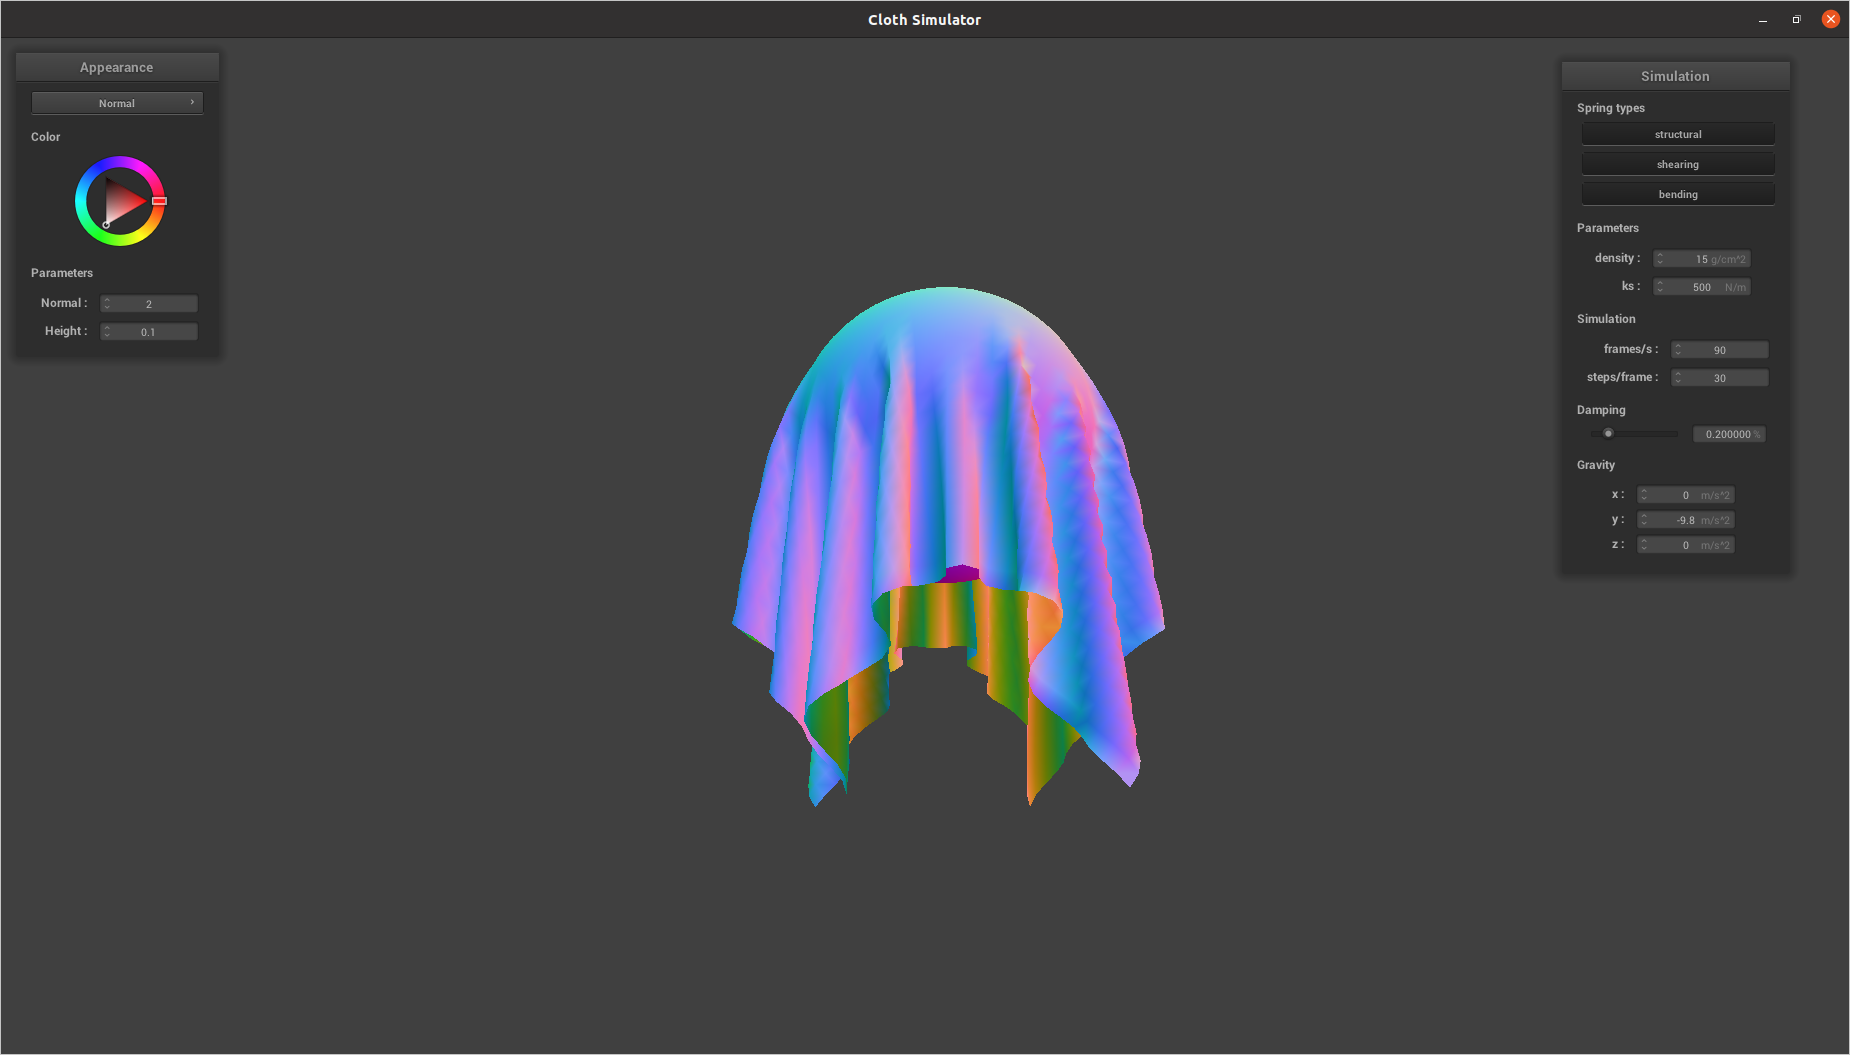 Cloth Simulator
Appearance
Normal
Color
Parameters
Normal : 2
Height : 0.1
Simulation
Spring types
structural
shearing
bending
Parameters
density : 15 g/cm^2
ks : 500 N/m
Simulation
frames/s : 90
steps/frame : 30
Damping
0.200000 %
Gravity
x : 0 m/s^2
y : -9.8 m/s^2
z : 0 m/s^2